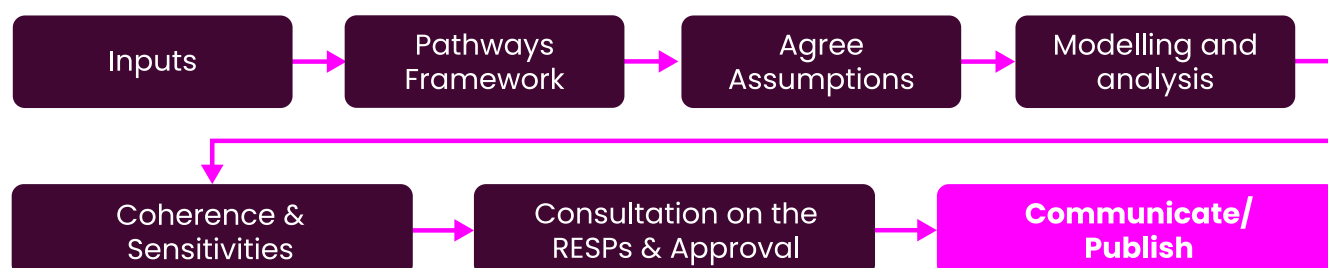 Inputs
Pathways
Framework
Agree
Assumptions
Modelling and
analysis
Coherence &
Sensitivities
Consultation on the
RESPs & Approval
Communicate/
Publish